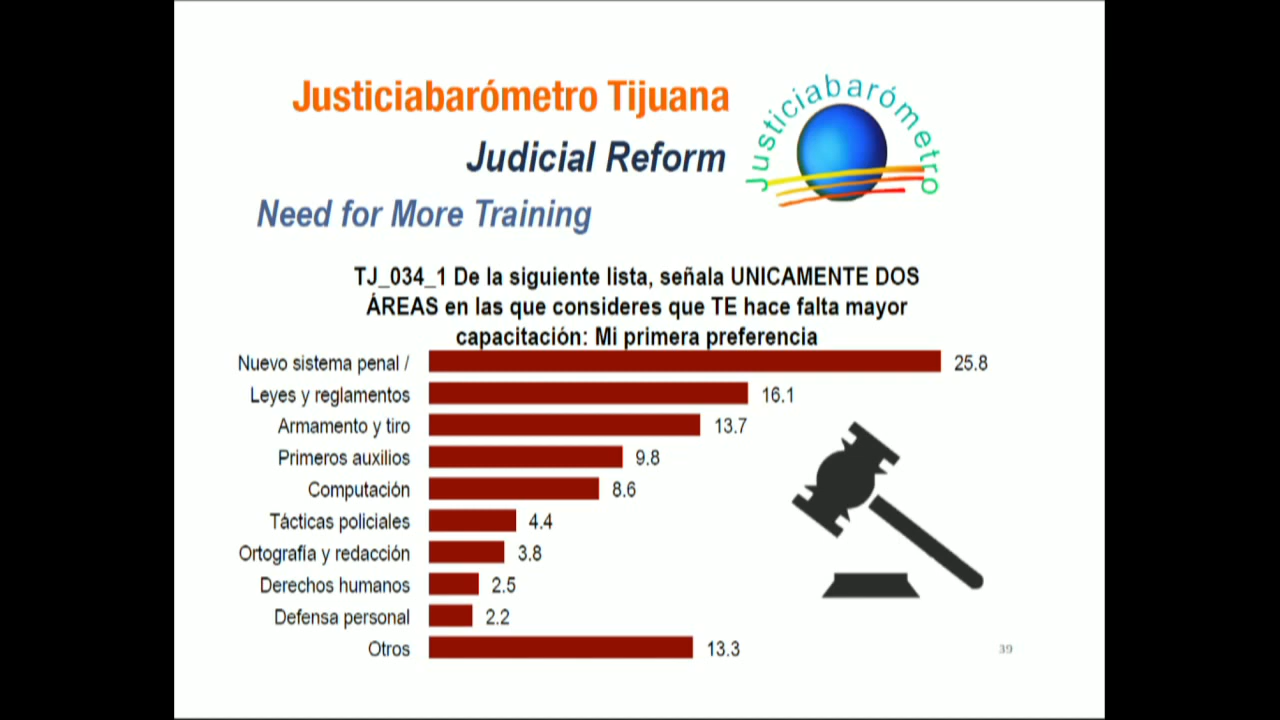 Justiciabarómetro Tijuana
Justiciabarómetro
Judicial Reform
Need for More Training
TJ_034_1 De la siguiente lista, señala UNICAMENTE DOS
ÁREAS en las que consideres que TE hace falta mayor
capacitación: Mi primera preferencia
Nuevo sistema penal / 25.8
Leyes y reglamentos 16.1
Armamento y tiro 13.7
Primeros auxilios 9.8
Computación 8.6
Tácticas policiales 4.4
Ortografía y redacción 3.8
Derechos humanos 2.5
Defensa personal 2.2
Otros 13.3
39